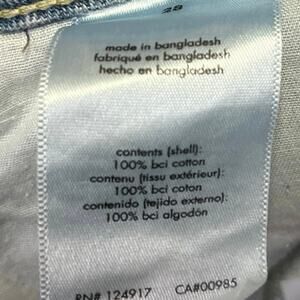 28
made in bangladesh
fabriqué en bangladesh
hecho en bangladesh
contents (shell):
100% bci cotton
contenu (tissu extérieur):
100% bci coton
contenido (tejido externo):
100% bci algodón
RN# 124917 CA#00985